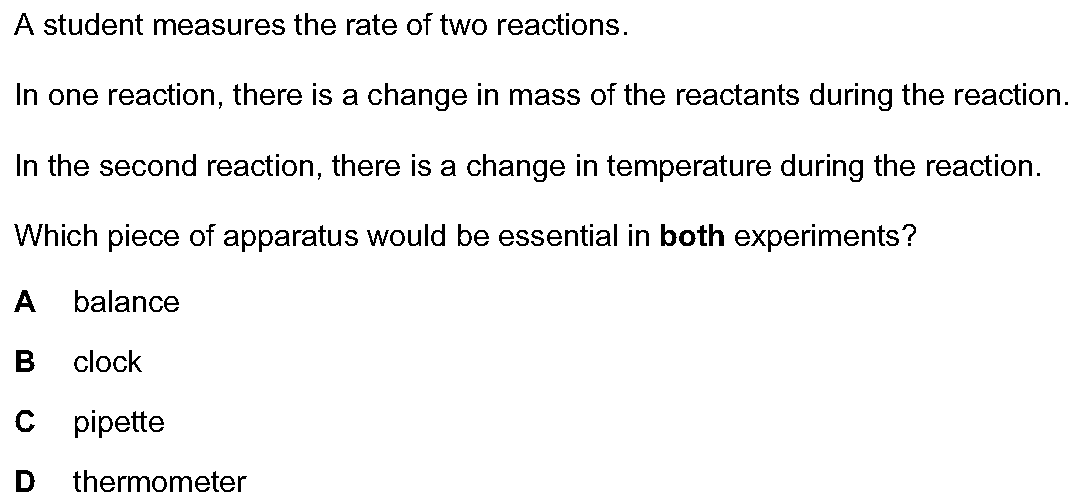 A student measures the rate of two reactions.
In one reaction, there is a change in mass of the reactants during the reaction.
In the second reaction, there is a change in temperature during the reaction.
Which piece of apparatus would be essential in both experiments?
A balance
B clock
C pipette
D thermometer